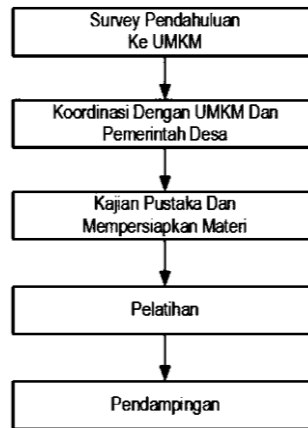 Survey Pendahuluan
Ke UMKM
Koordinasi Dengan UMKM Dan
Pemerintah Desa
Kajian Pustaka Dan
Mempersiapkan Materi
Pelatihan
Pendampingan